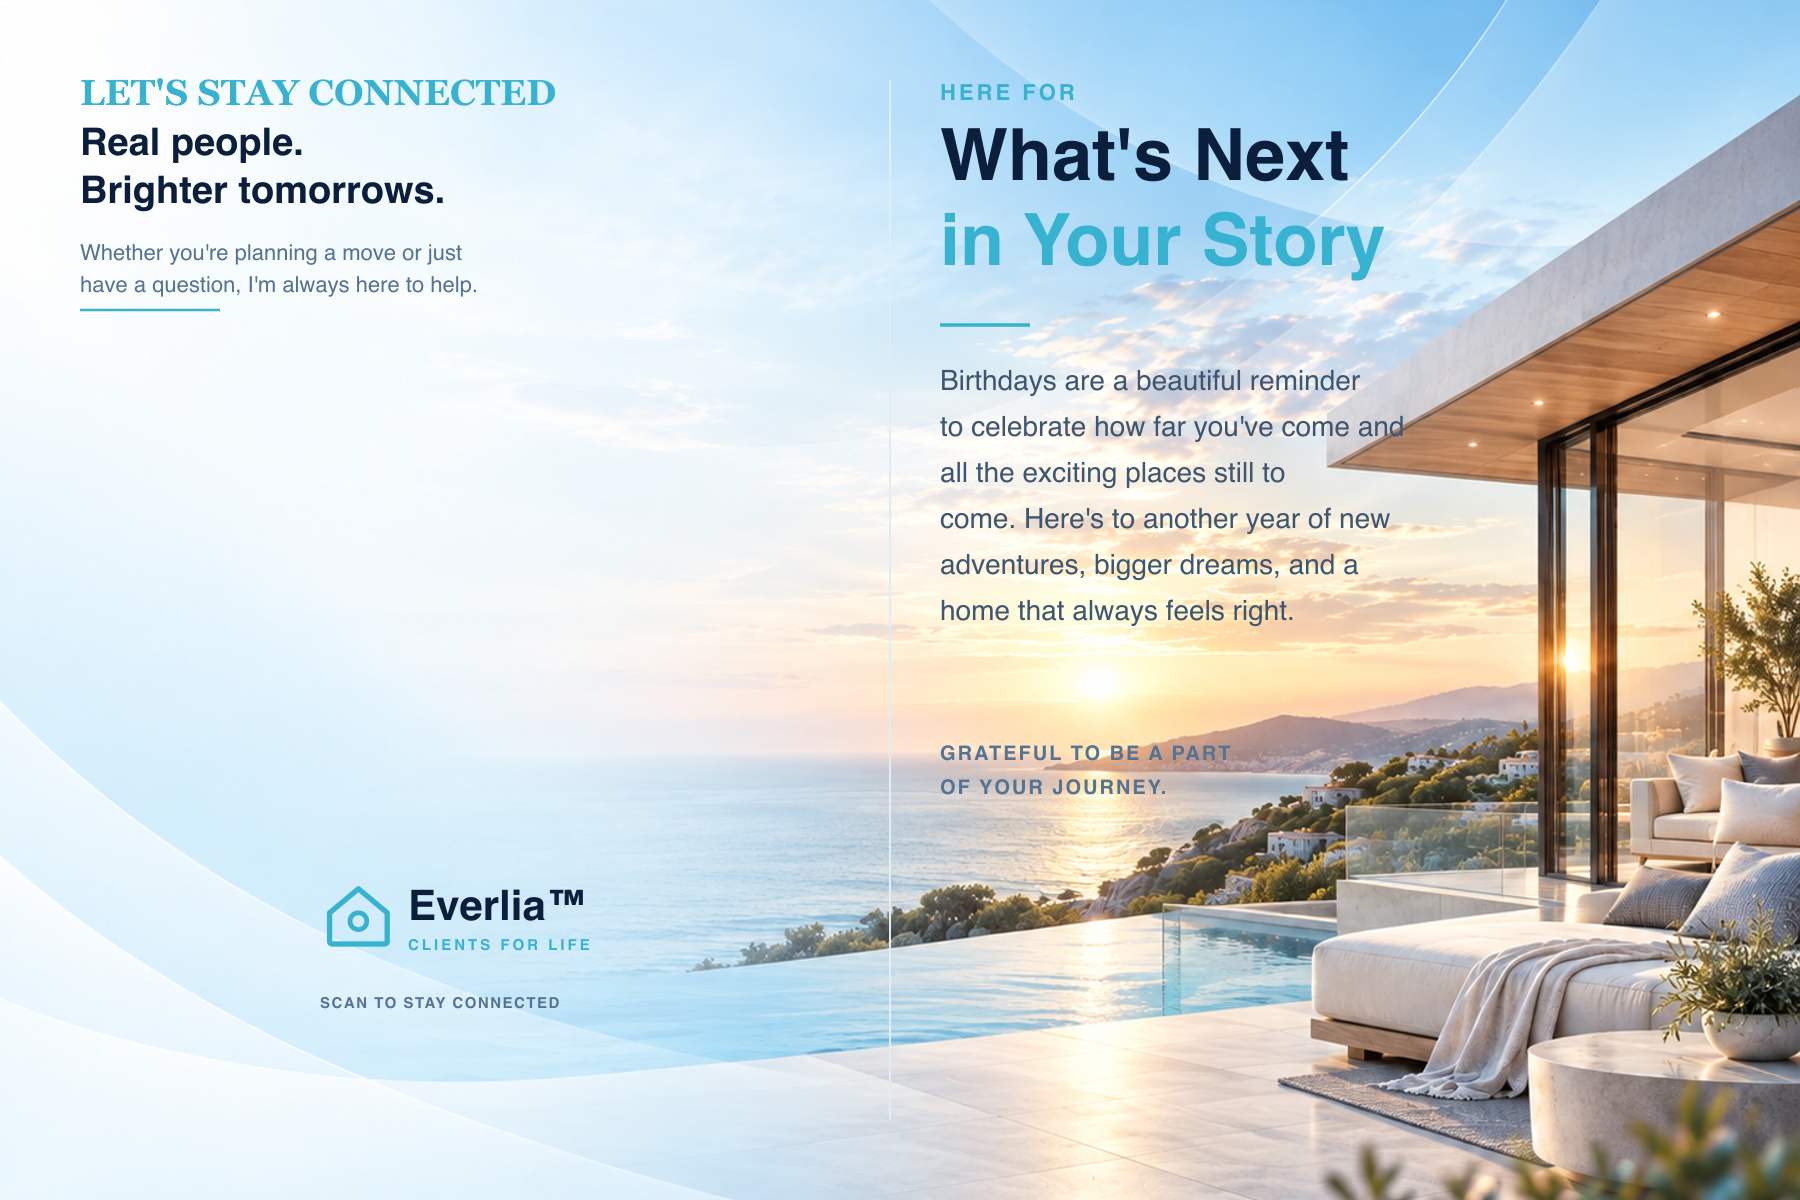 LET'S STAY CONNECTED
Real people.
Brighter tomorrows.
Whether you're planning a move or just
have a question, I'm always here to help.
Everlia™
CLIENTS FOR LIFE
SCAN TO STAY CONNECTED
HERE FOR
What's Next
in Your Story
Birthdays are a beautiful reminder
to celebrate how far you've come and
all the exciting places still to
come. Here's to another year of new
adventures, bigger dreams, and a
home that always feels right.
GRATEFUL TO BE A PART
OF YOUR JOURNEY.